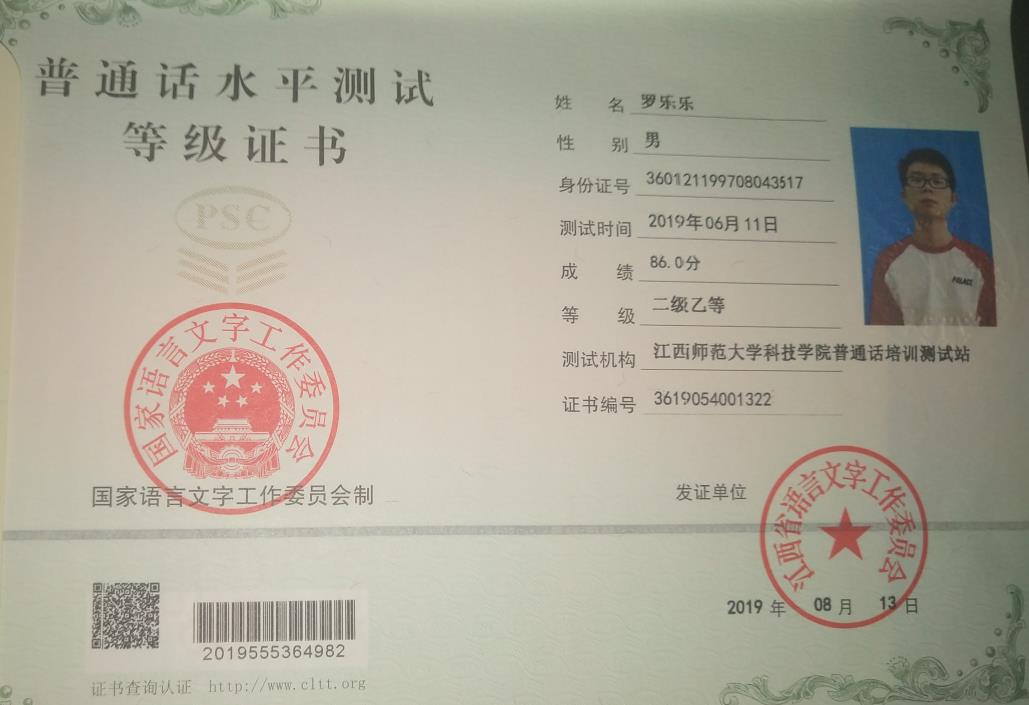 普通话水平测试
等级证书
PSC
国家语言文字工作委员会
国家语言文字工作委员会制
2019555364982
证书查询认证 http://www.cltt.org
姓 名 罗乐乐
性 别 男
身份证号 360121199708043517
测试时间 2019年06月11日
成 绩 86.0分
等 级 二级乙等
测试机构 江西师范大学科技学院普通话培训测试站
证书编号 3619054001322
发证单位
江西省语言文字工作委员会
2019 年 08 月 13 日